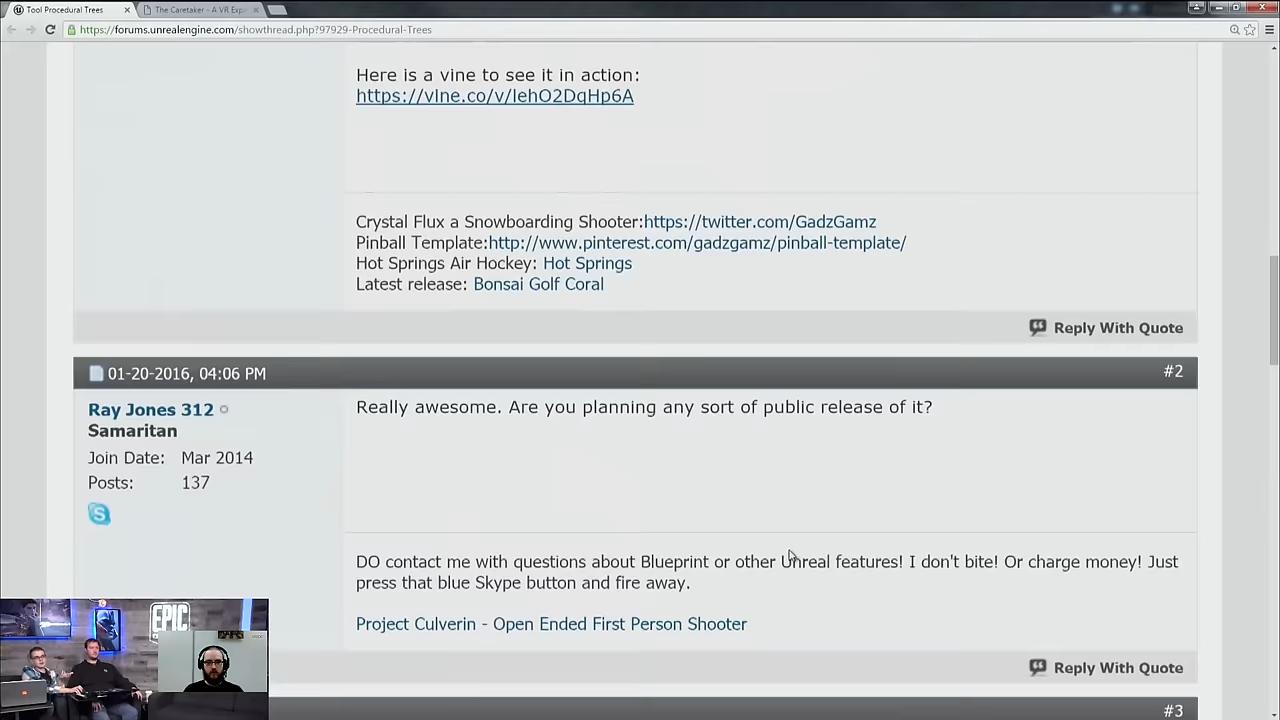 Tool Procedural Trees
The Caretaker - A VR Exp
https://forums.unrealengine.com/showthread.php?97929-Procedural-Trees
Here is a vine to see it in action:
https://vine.co/v/iehO2DqHp6A
Crystal Flux a Snowboarding Shooter:https://twitter.com/GadzGamz
Pinball Template:http://www.pinterest.com/gadzgamz/pinball-template/
Hot Springs Air Hockey: Hot Springs
Latest release: Bonsai Golf Coral
Reply With Quote
01-20-2016, 04:06 PM #2
Ray Jones 312
Samaritan
Join Date: Mar 2014
Posts: 137
Really awesome. Are you planning any sort of public release of it?
DO contact me with questions about Blueprint or other Unreal features! I don't bite! Or charge money! Just
press that blue Skype button and fire away.
Project Culverin - Open Ended First Person Shooter
EPIC
Reply With Quote
#3